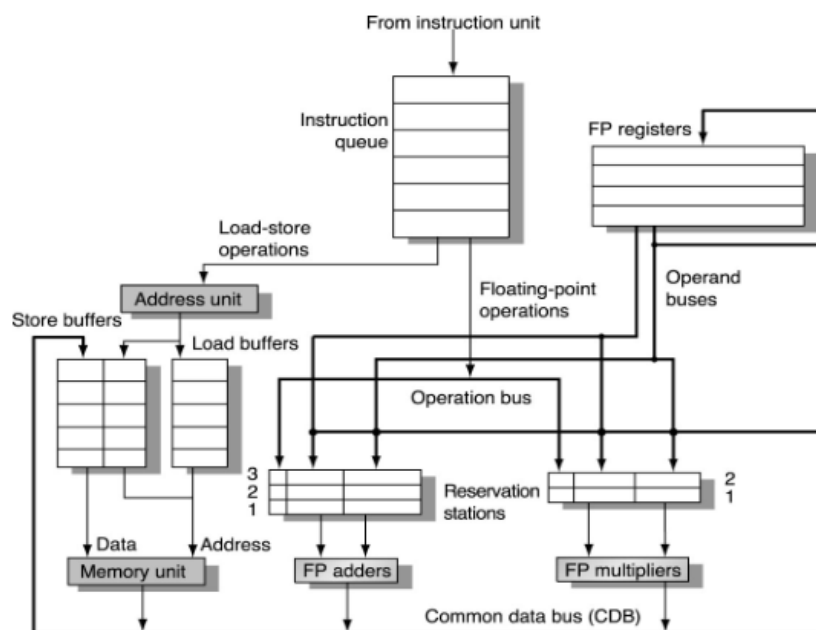 From instruction unit
Instruction
queue
FP registers
Load-store
operations
Address unit
Floating-point
operations
Operand
buses
Store buffers
Load buffers
Operation bus
3
2
1
Reservation
stations
2
1
Data
Address
Memory unit
FP adders
FP multipliers
Common data bus (CDB)